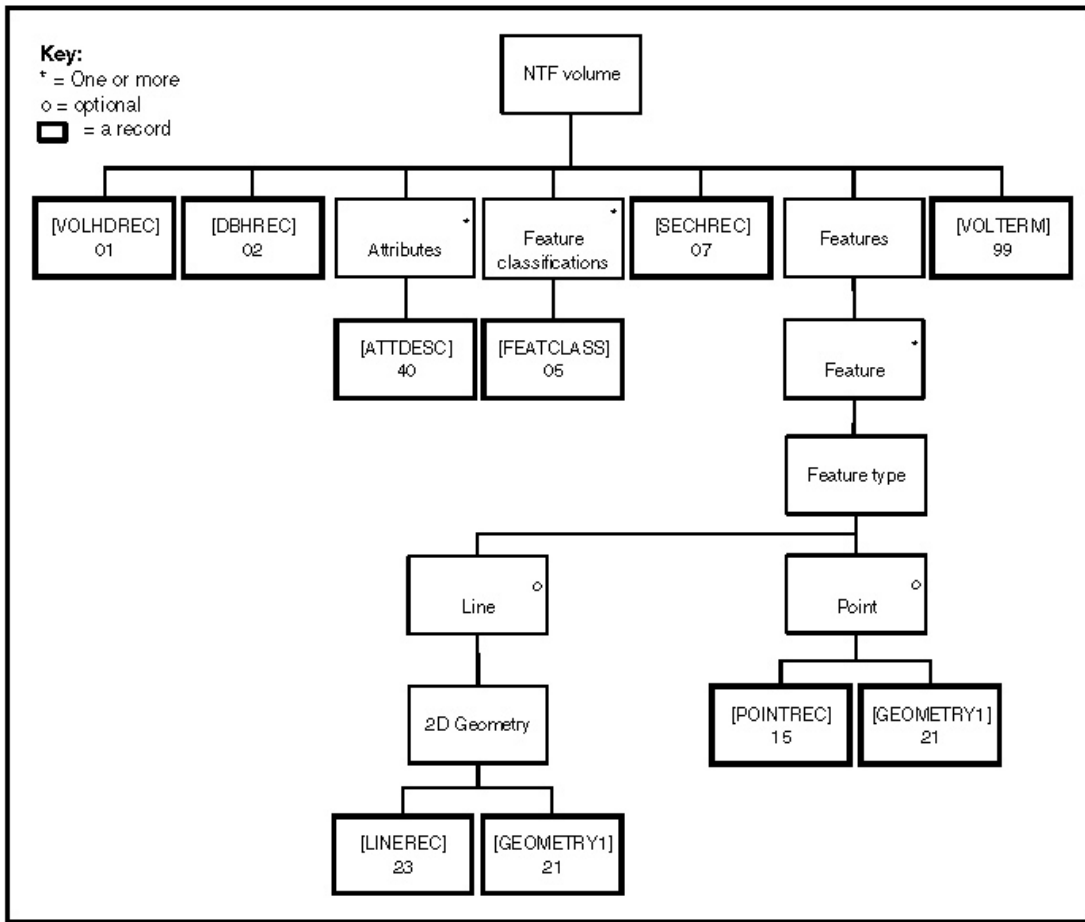 Key:
* = One or more
o = optional
= a record
NTF volume
[VOLHDREC]
01
[DBHREC]
02
*
Attributes
*
Feature
classifications
[SECHREC]
07
Features
[VOLTERM]
99
[ATTDESC]
40
[FEATCLASS]
05
*
Feature
Feature type
o
Line
o
Point
2D Geometry
[POINTREC]
15
[GEOMETRY1]
21
[LINEREC]
23
[GEOMETRY1]
21